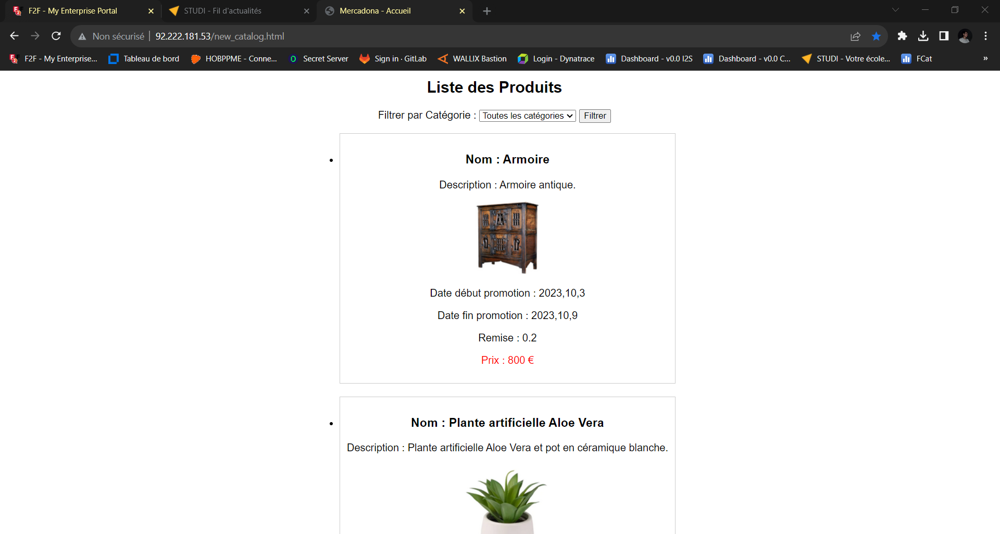 F2F - My Enterprise Portal
STUDI - Fil d'actualités
Mercadona - Accueil
Non sécurisé
92.222.181.53/new_catalog.html
F2F - My Enterprise...
Tableau de bord
HOBPPME - Conne...
Secret Server
Sign in · GitLab
WALLIX Bastion
Login - Dynatrace
Dashboard - v0.0 I2S
Dashboard - v0.0 C...
STUDI - Votre école...
FCat
»
Liste des Produits
Filtrer par Catégorie : Toutes les catégories Filtrer
Nom : Armoire
Description : Armoire antique.
Date début promotion : 2023,10,3
Date fin promotion : 2023,10,9
Remise : 0.2
Prix : 800 €
Nom : Plante artificielle Aloe Vera
Description : Plante artificielle Aloe Vera et pot en céramique blanche.